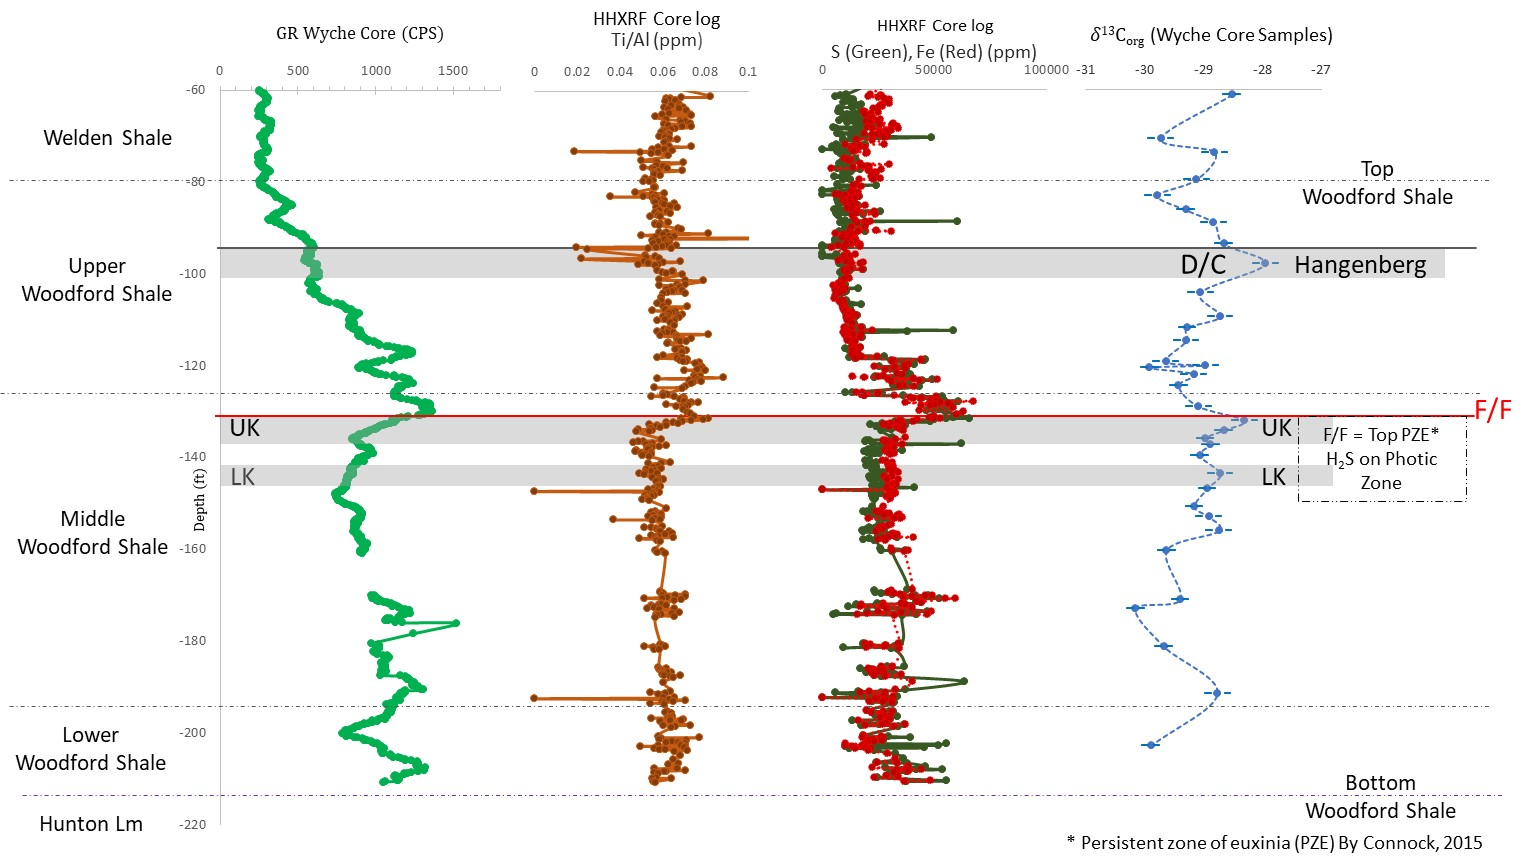 GR Wyche Core (CPS)
HHXRF Core log
Ti/Al (ppm)
HHXRF Core log
S (Green), Fe (Red) (ppm)
δ¹³C_org (Wyche Core Samples)
0 500 1000 1500
0 0.02 0.04 0.06 0.08 0.1
0 50000 100000
-31 -30 -29 -28 -27
-60
-80
-100
-120
-140
-160
-180
-200
-220
Depth (ft)
Welden Shale
Upper
Woodford Shale
Middle
Woodford Shale
Lower
Woodford Shale
Hunton Lm
Top
Woodford Shale
D/C Hangenberg
F/F
UK
UK
LK
LK
F/F = Top PZE*
H₂S on Photic
Zone
Bottom
Woodford Shale
* Persistent zone of euxinia (PZE) By Connock, 2015